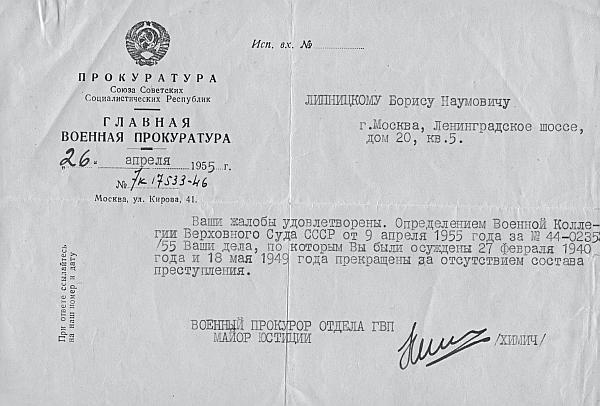 Исп. вх. №
ПРОКУРАТУРА
Союза Советских
Социалистических Республик
ГЛАВНАЯ
ВОЕННАЯ ПРОКУРАТУРА
„26“ апреля 1955 г.
№ 7к 17533-46
Москва, ул. Кирова, 41.
ЛИПНИЦКОМУ Борису Наумовичу
г.Москва, Ленинградское шоссе,
дом 20, кв.5.
Ваши жалобы удовлетворены. Определением Военной Колле-
гии Верховного Суда СССР от 9 апреля 1955 года за № 44-0235
/55 Ваши дела, по которым Вы были осуждены 27 февраля 1940
года и 18 мая 1949 года прекращены за отсутствием состава
преступления.
При ответе ссылайтесь
на наш номер и дату
ВОЕННЫЙ ПРОКУРОР ОТДЕЛА ГВП
МАЙОР ЮСТИЦИИ
/ХИМИЧ/